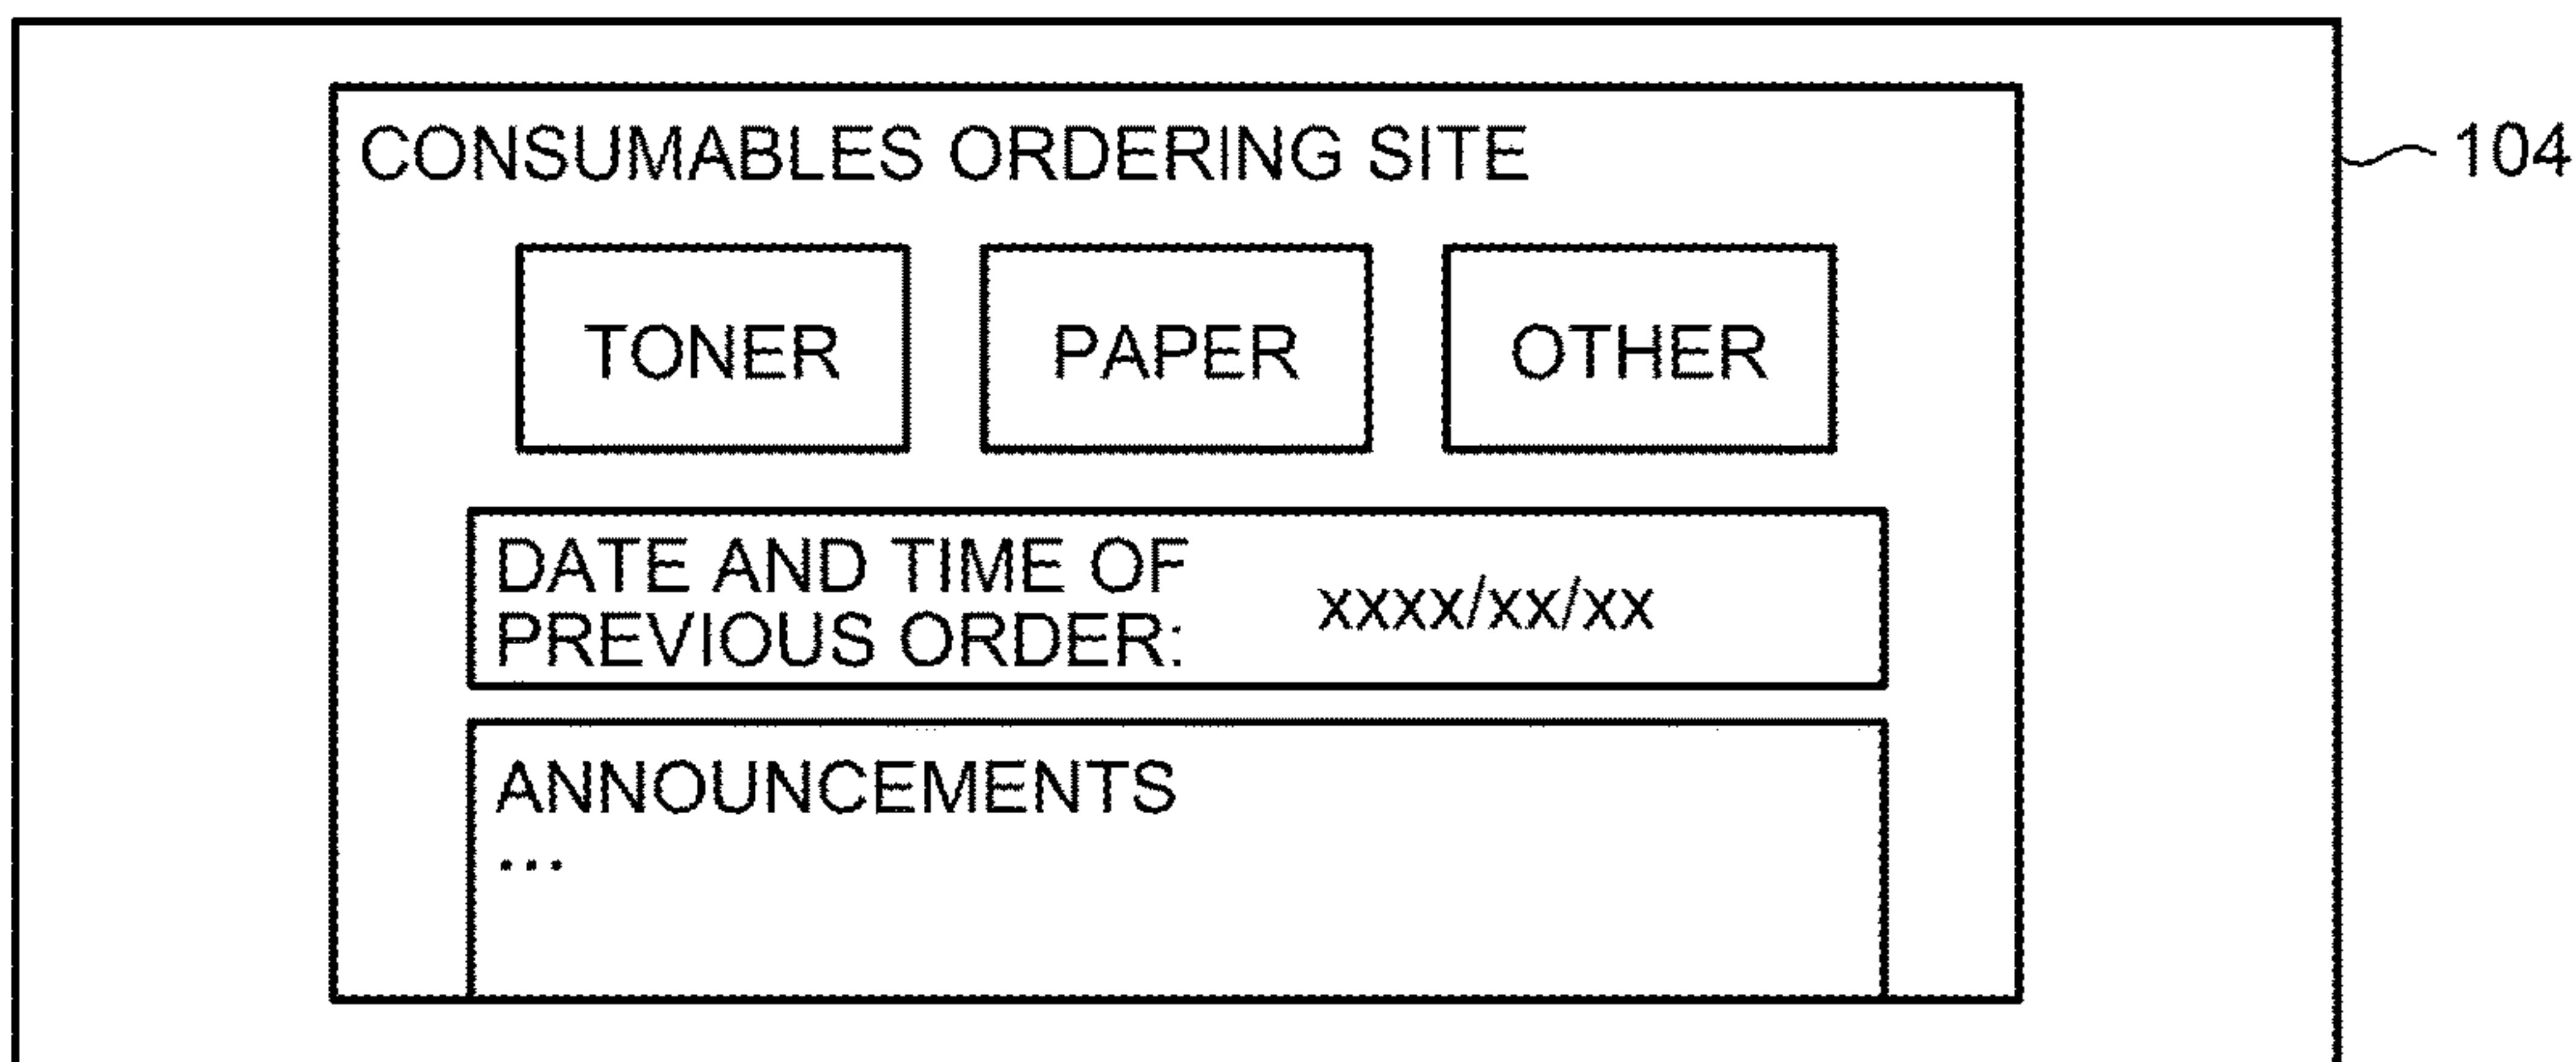 CONSUMABLES ORDERING SITE
104
TONER PAPER OTHER
DATE AND TIME OF
PREVIOUS ORDER: xxxx/xx/xx
ANNOUNCEMENTS
...